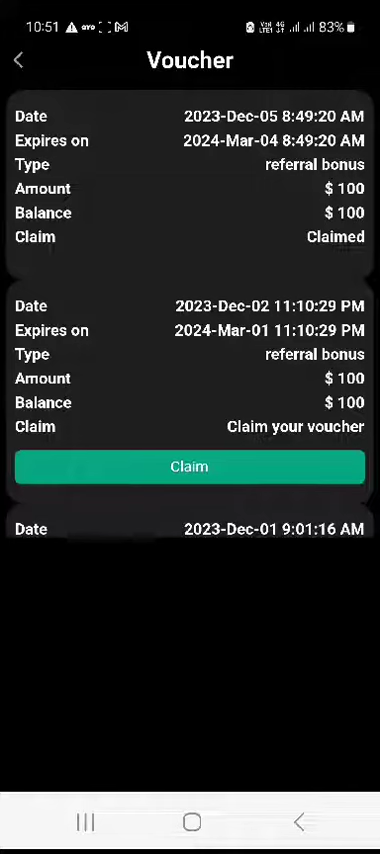 10:51 83%
Voucher
Date 2023-Dec-05 8:49:20 AM
Expires on 2024-Mar-04 8:49:20 AM
Type referral bonus
Amount $ 100
Balance $ 100
Claim Claimed
Date 2023-Dec-02 11:10:29 PM
Expires on 2024-Mar-01 11:10:29 PM
Type referral bonus
Amount $ 100
Balance $ 100
Claim Claim your voucher
Claim
Date 2023-Dec-01 9:01:16 AM